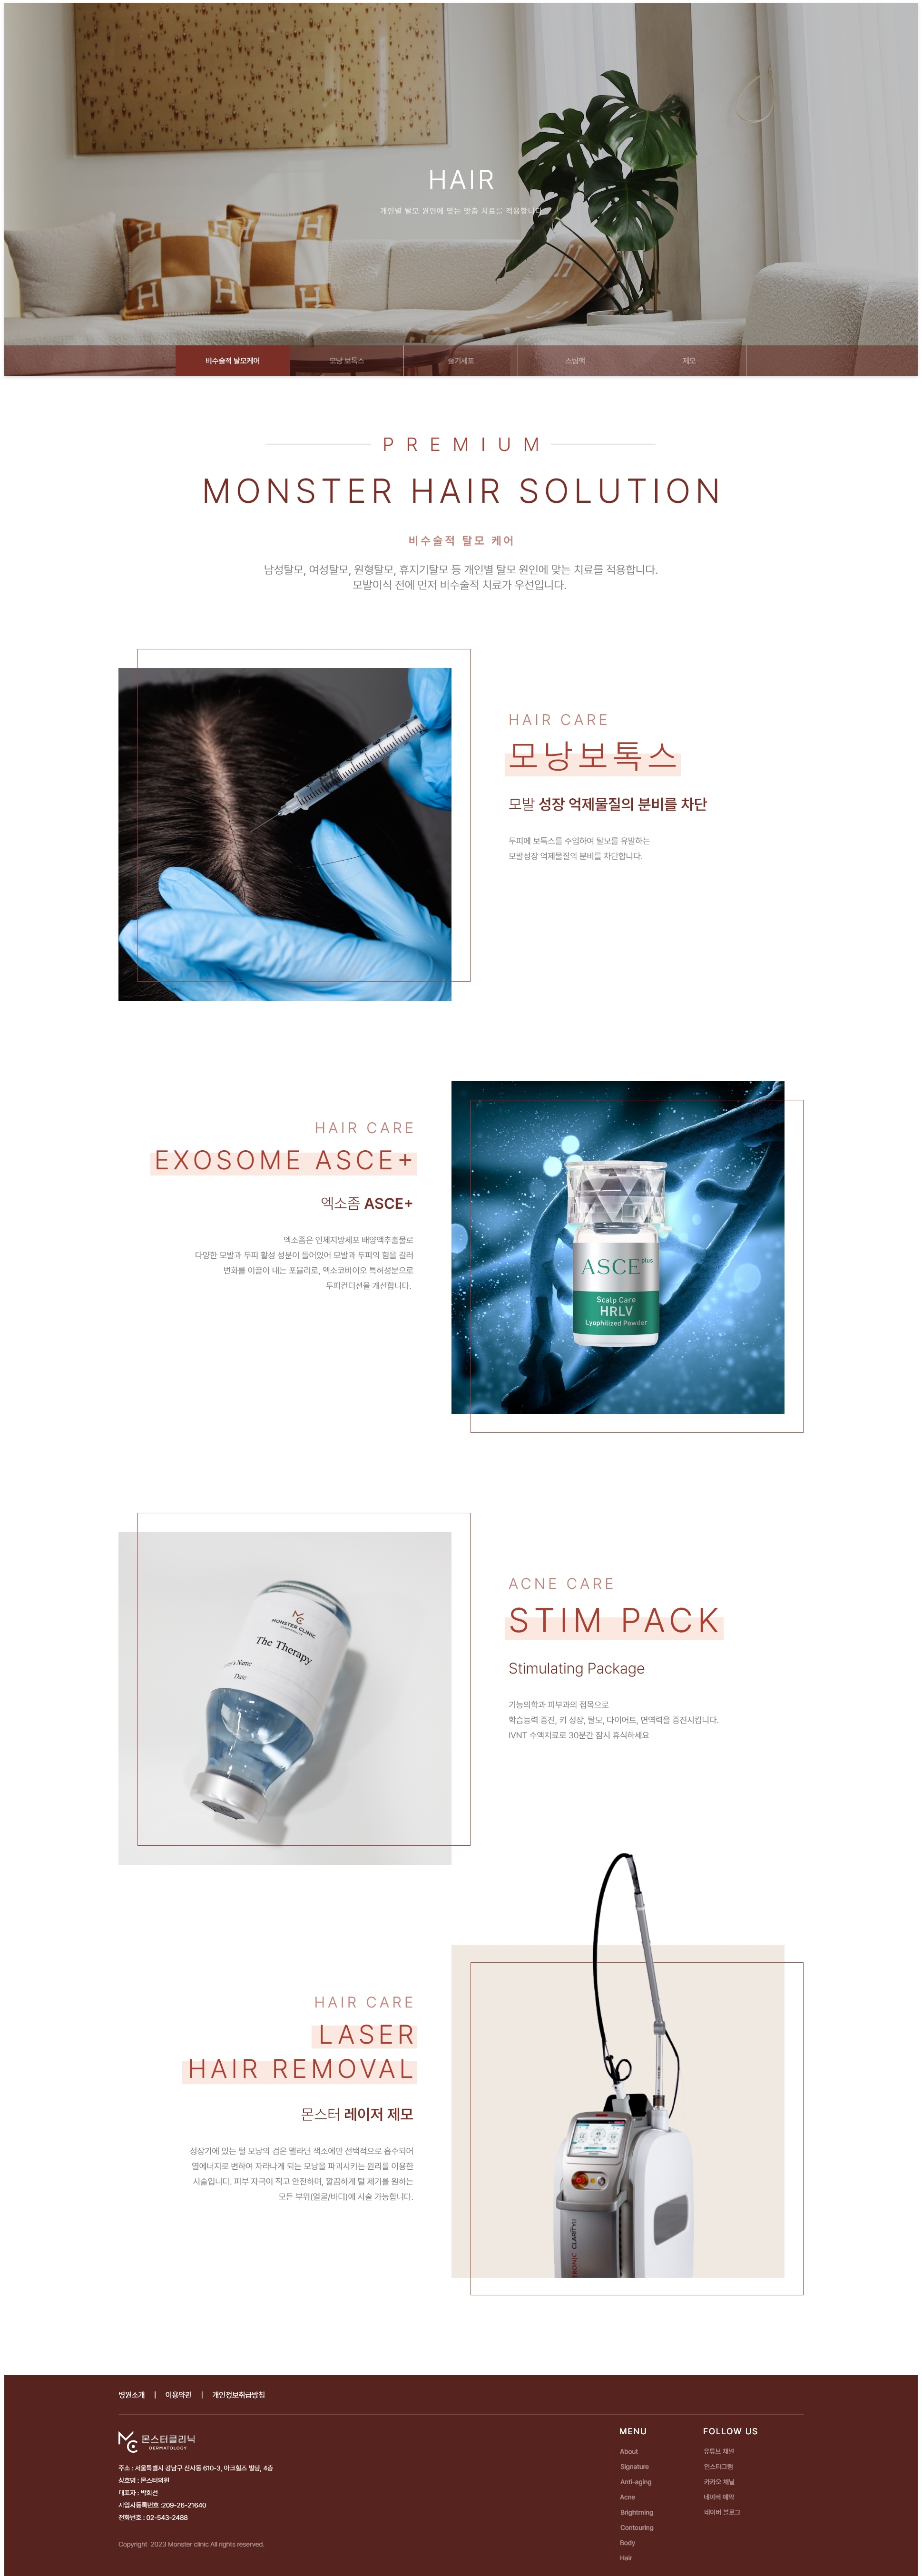 HAIR
개인별 탈모 원인에 맞는 맞춤 치료를 적용합니다.
비수술적 탈모케어
모낭 보톡스
줄기세포
스팀팩
제모
PREMIUM
MONSTER HAIR SOLUTION
비수술적 탈모 케어
남성탈모, 여성탈모, 원형탈모, 휴지기탈모 등 개인별 탈모 원인에 맞는 치료를 적용합니다.
모발이식 전에 먼저 비수술적 치료가 우선입니다.
HAIR CARE
모낭보톡스
모발 성장 억제물질의 분비를 차단
두피에 보톡스를 주입하여 탈모를 유발하는
모발성장 억제물질의 분비를 차단합니다.
HAIR CARE
EXOSOME ASCE+
엑소좀 ASCE+
엑소좀은 인체지방세포 배양액추출물로
다양한 모발과 두피 활성 성분이 들어있어 모발과 두피의 힘을 길러
변화를 이끌어 내는 포뮬라로, 엑소코바이오 특허성분으로
두피컨디션을 개선합니다.
ASCE plus
Scalp Care
HRLV
Lyophilized Powder
MONSTER CLINIC
DERMATOLOGY
The Therapy
Date
ACNE CARE
STIM PACK
Stimulating Package
기능의학과 피부과의 접목으로
학습능력 증진, 키 성장, 탈모, 다이어트, 면역력을 증진시킵니다.
IVNT 수액치료로 30분간 잠시 휴식하세요
HAIR CARE
LASER
HAIR REMOVAL
몬스터 레이저 제모
성장기에 있는 털 모낭의 검은 멜라닌 색소에만 선택적으로 흡수되어
열에너지로 변하여 자라나게 되는 모낭을 파괴시키는 원리를 이용한
시술입니다. 피부 자극이 적고 안전하며, 깔끔하게 털 제거를 원하는
모든 부위(얼굴/바디)에 시술 가능합니다.
CLARITY II
병원소개 | 이용약관 | 개인정보취급방침
몬스터클리닉
DERMATOLOGY
주소 : 서울특별시 강남구 신사동 610-3, 아크힐즈 빌딩, 4층
상호명 : 몬스터의원
대표자 : 박희선
사업자등록번호 :209-26-21640
전화번호 : 02-543-2488
Copyright 2023 Monster clinic All rights reserved.
MENU
About
Signature
Anti-aging
Acne
Brightming
Contouring
Body
Hair
FOLLOW US
유튜브 채널
인스타그램
카카오 채널
네이버 예약
네이버 블로그